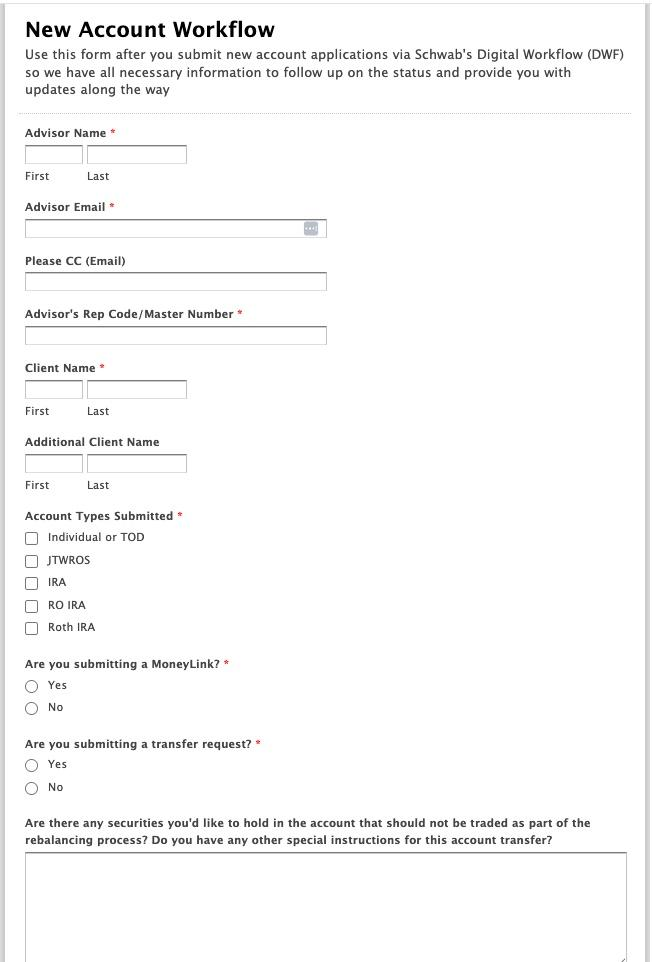 New Account Workflow
Use this form after you submit new account applications via Schwab's Digital Workflow (DWF)
so we have all necessary information to follow up on the status and provide you with
updates along the way
Advisor Name *
First Last
Advisor Email *
Please CC (Email)
Advisor's Rep Code/Master Number *
Client Name *
First Last
Additional Client Name
First Last
Account Types Submitted *
Individual or TOD
JTWROS
IRA
RO IRA
Roth IRA
Are you submitting a MoneyLink? *
Yes
No
Are you submitting a transfer request? *
Yes
No
Are there any securities you'd like to hold in the account that should not be traded as part of the
rebalancing process? Do you have any other special instructions for this account transfer?